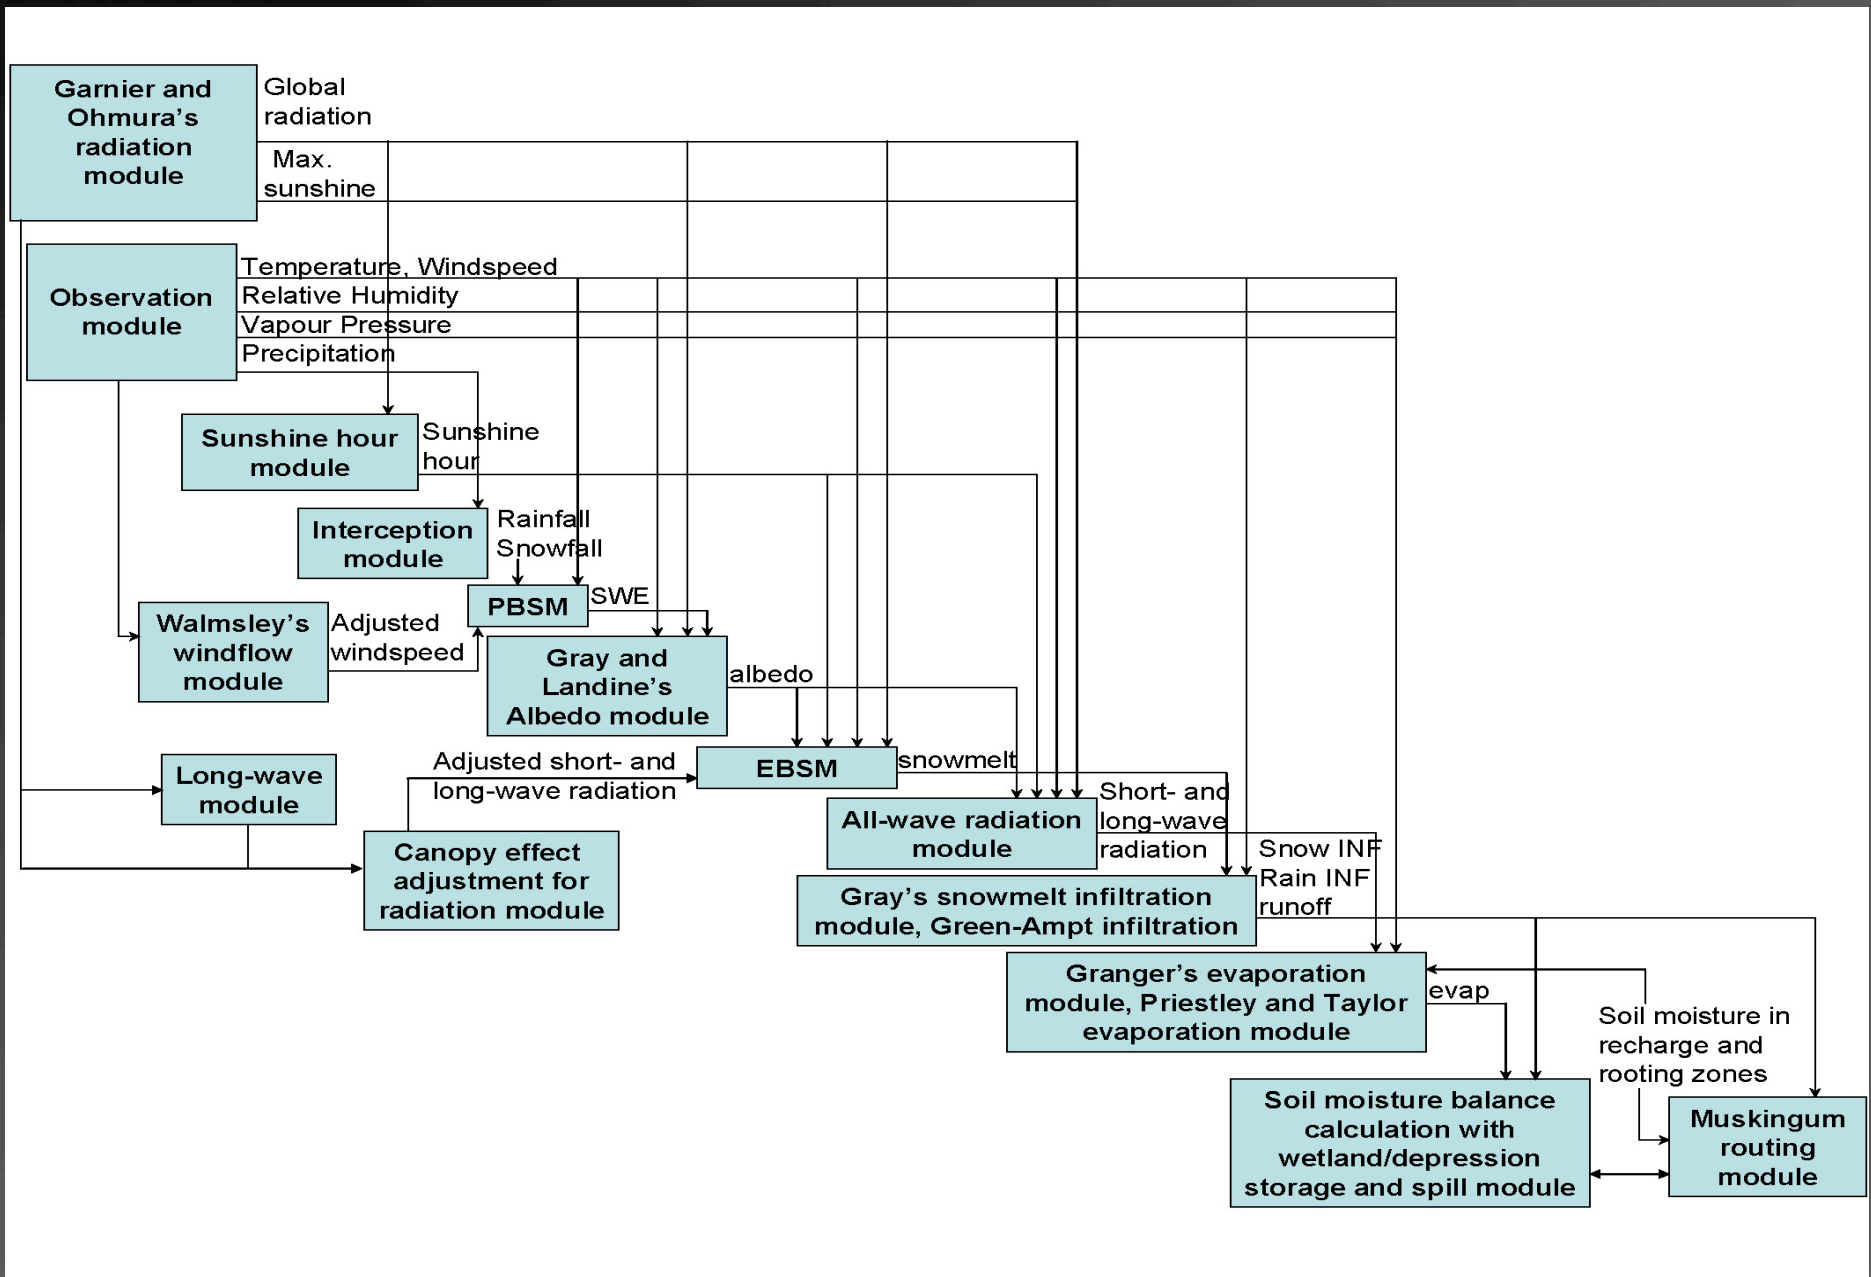 Garnier and
Ohmura's
radiation
module
Global
radiation
Max.
sunshine
Observation
module
Temperature, Windspeed
Relative Humidity
Vapour Pressure
Precipitation
Sunshine hour
module
Sunshine
hour
Interception
module
Rainfall
Snowfall
PBSM
SWE
Walmsley's
windflow
module
Adjusted
windspeed
Gray and
Landine's
Albedo module
albedo
Long-wave
module
Adjusted short- and
long-wave radiation
EBSM
snowmelt
Canopy effect
adjustment for
radiation module
All-wave radiation
module
Short- and
long-wave
radiation
Gray's snowmelt infiltration
module, Green-Ampt infiltration
Snow INF
Rain INF
runoff
Granger's evaporation
module, Priestley and Taylor
evaporation module
evap
Soil moisture in
recharge and
rooting zones
Soil moisture balance
calculation with
wetland/depression
storage and spill module
Muskingum
routing
module